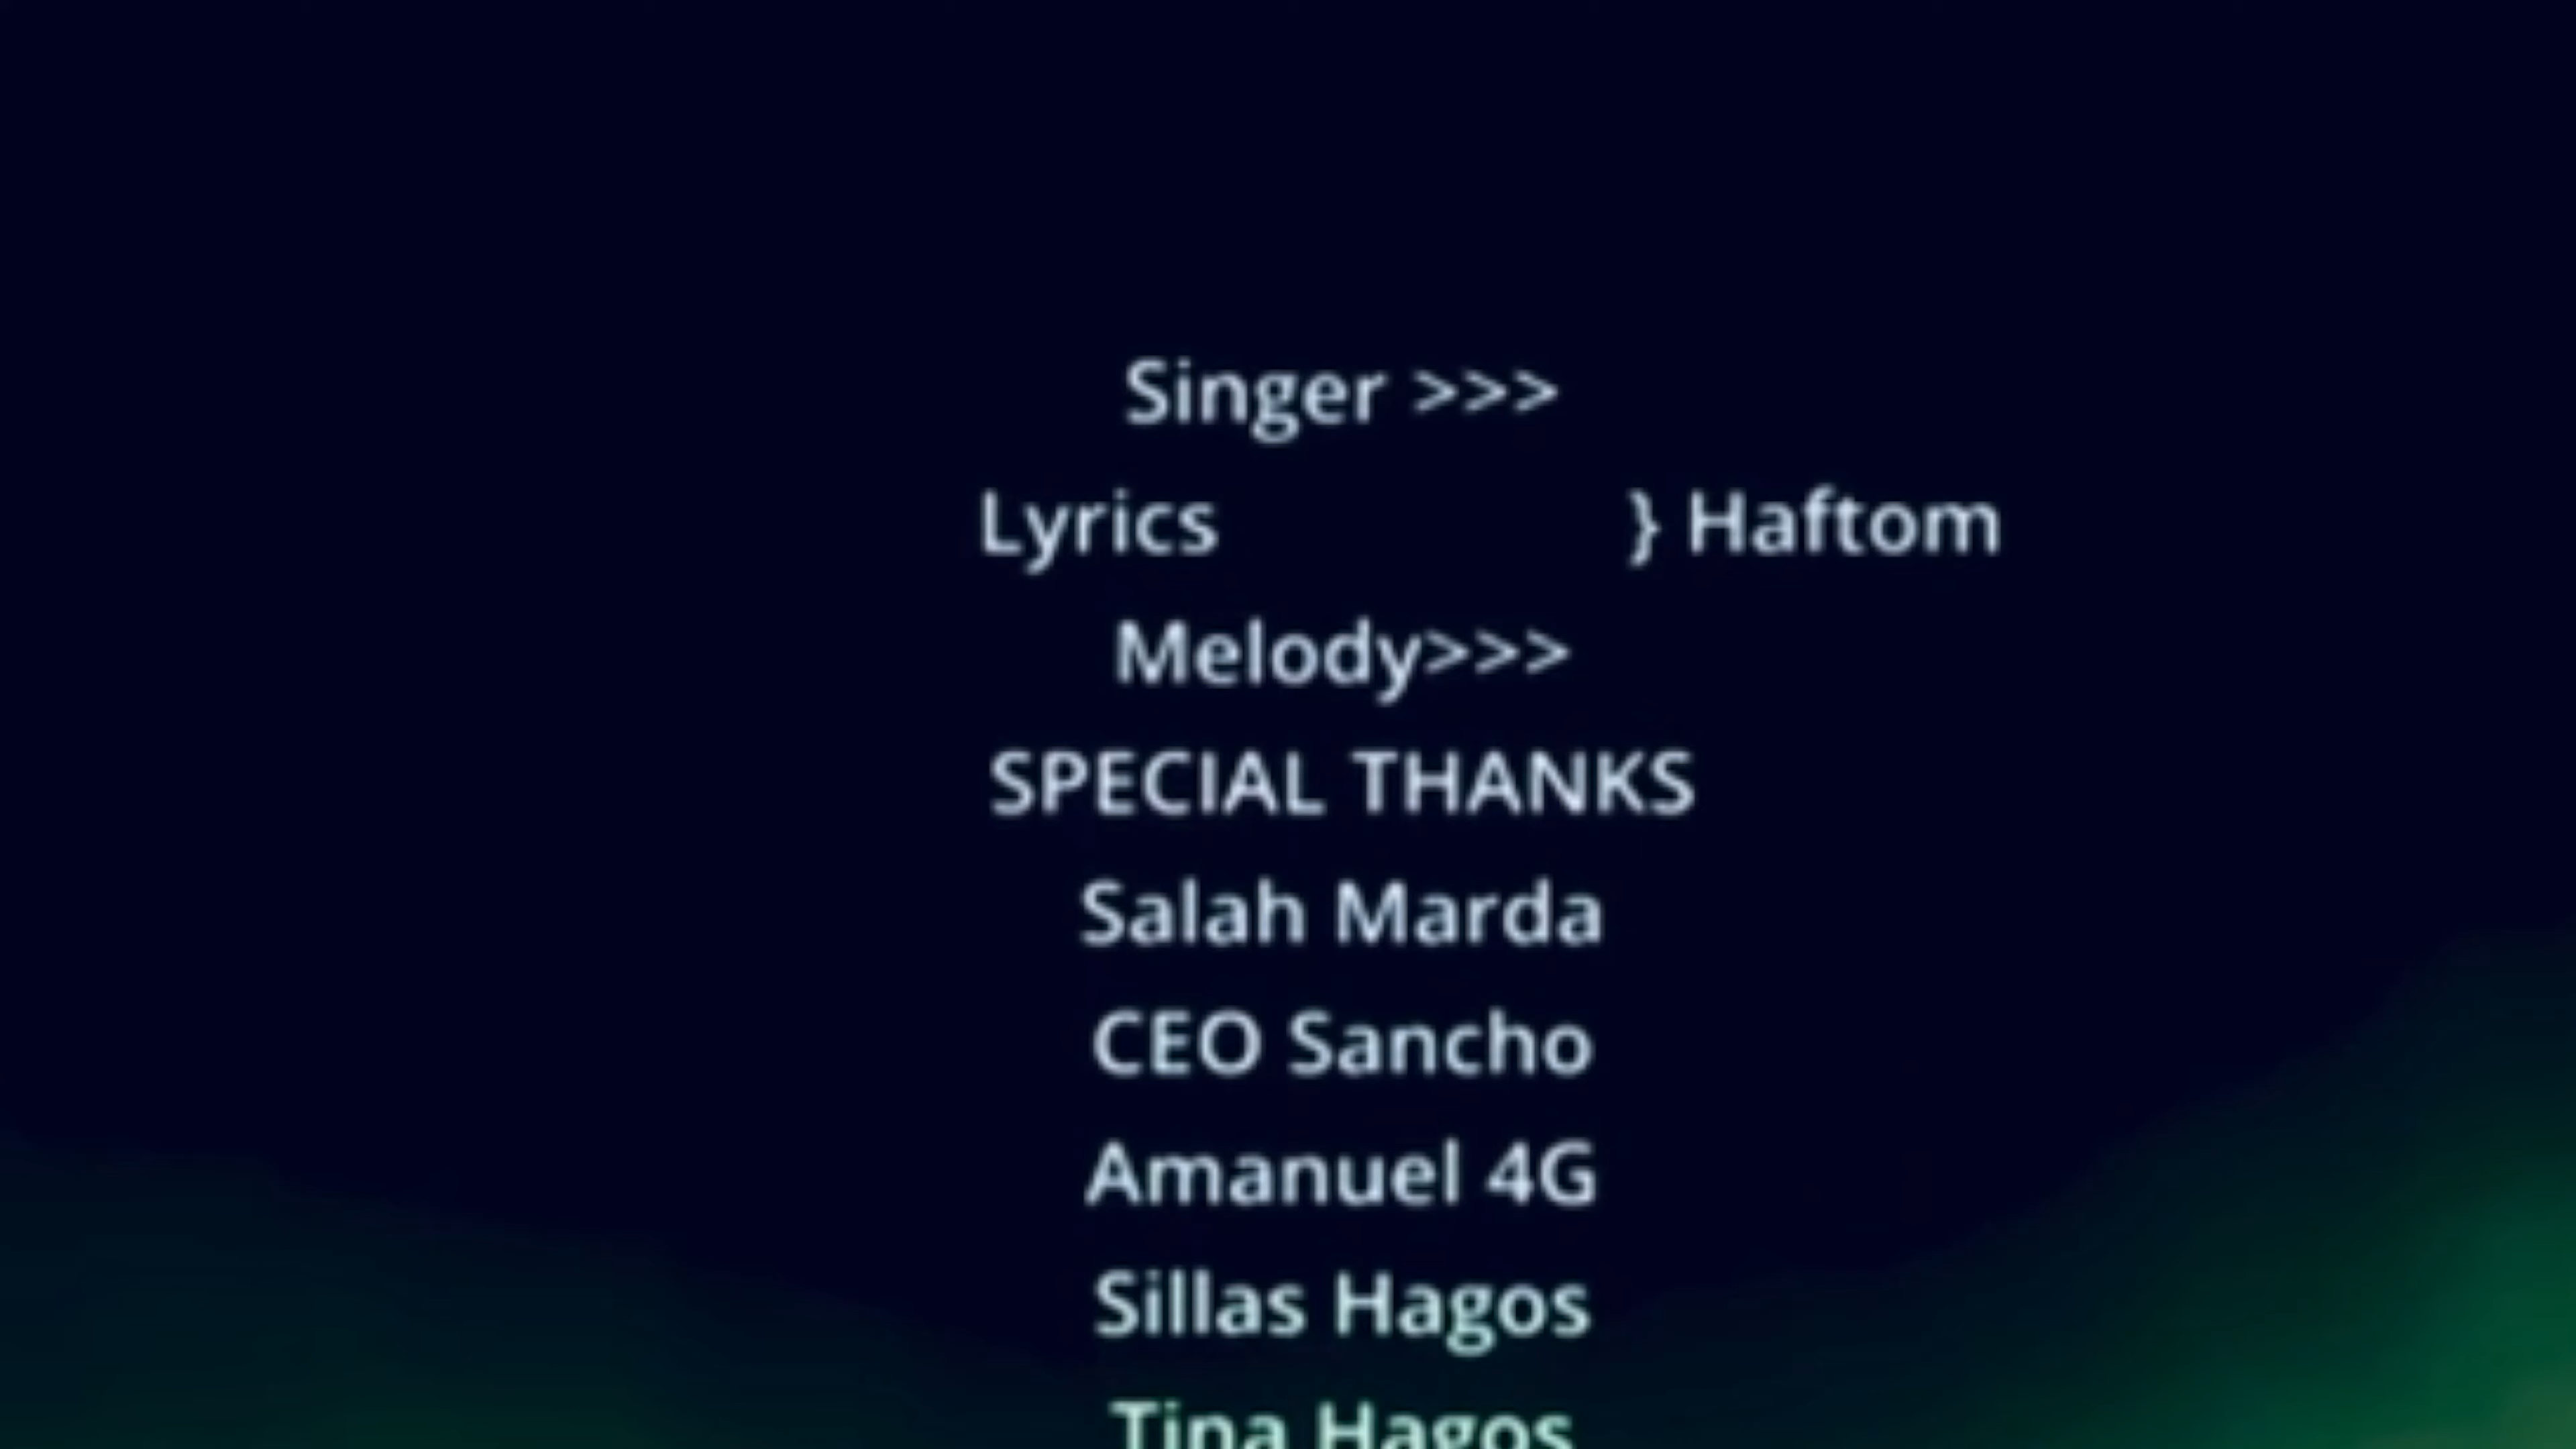 Singer >>>
Lyrics } Haftom
Melody>>>
SPECIAL THANKS
Salah Marda
CEO Sancho
Amanuel 4G
Sillas Hagos
Tina Hagos